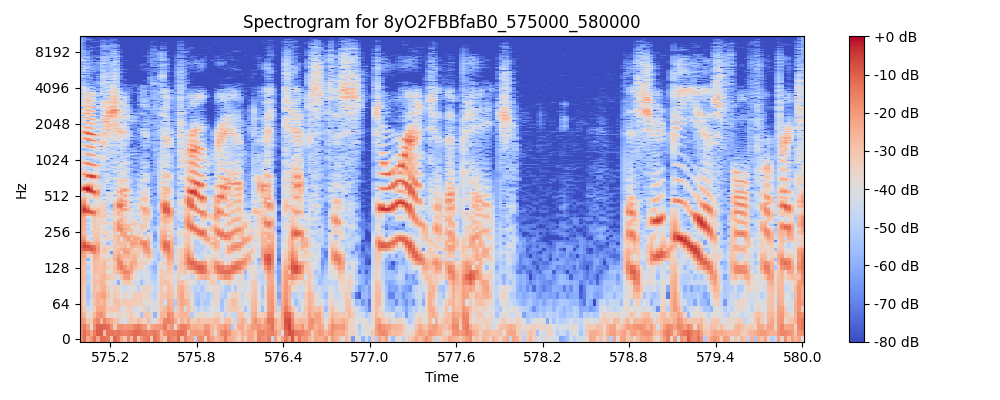 Spectrogram for 8yO2FBBfaB0_575000_580000
Hz
8192
4096
2048
1024
512
256
128
64
0
575.2 575.8 576.4 577.0 577.6 578.2 578.8 579.4 580.0
Time
+0 dB
-10 dB
-20 dB
-30 dB
-40 dB
-50 dB
-60 dB
-70 dB
-80 dB